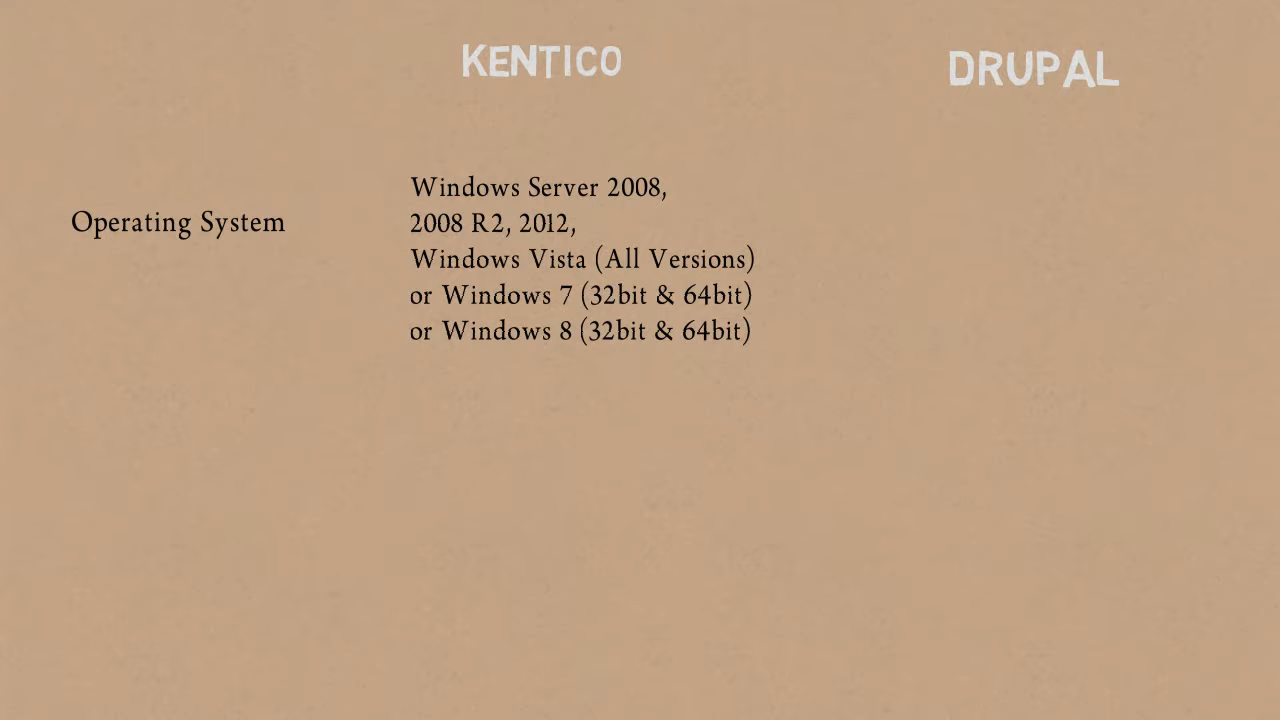 KENTICO
DRUPAL
Operating System
Windows Server 2008,
2008 R2, 2012,
Windows Vista (All Versions)
or Windows 7 (32bit & 64bit)
or Windows 8 (32bit & 64bit)